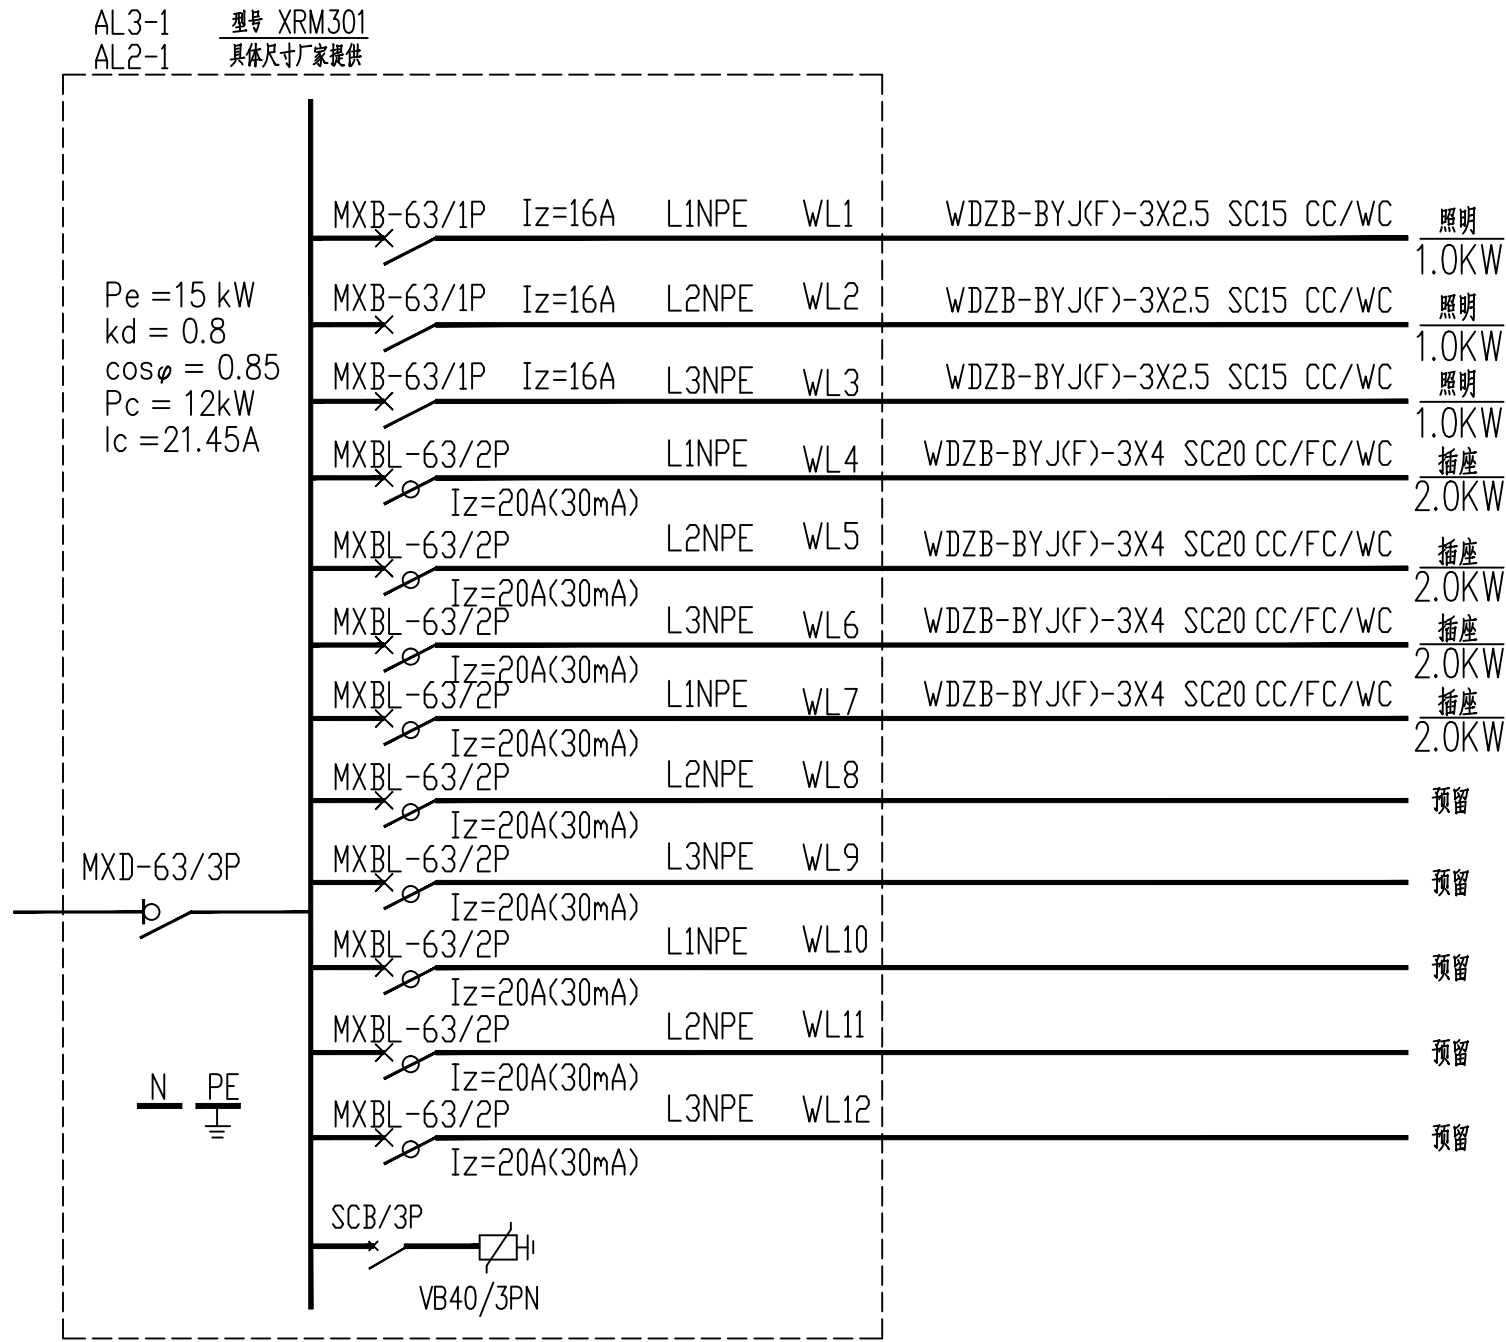 AL3-1 型号 XRM301
AL2-1 具体尺寸厂家提供
MXB-63/1P Iz=16A L1NPE WL1 WDZB-BYJ(F)-3X2.5 SC15 CC/WC 照明
1.0KW
Pe =15 kW
kd = 0.8
cosφ = 0.85
Pc = 12kW
Ic =21.45A
MXB-63/1P Iz=16A L2NPE WL2 WDZB-BYJ(F)-3X2.5 SC15 CC/WC 照明
1.0KW
MXB-63/1P Iz=16A L3NPE WL3 WDZB-BYJ(F)-3X2.5 SC15 CC/WC 照明
1.0KW
MXBL-63/2P L1NPE WL4 WDZB-BYJ(F)-3X4 SC20 CC/FC/WC 插座
Iz=20A(30mA) 2.0KW
MXBL-63/2P L2NPE WL5 WDZB-BYJ(F)-3X4 SC20 CC/FC/WC 插座
Iz=20A(30mA) 2.0KW
MXBL-63/2P L3NPE WL6 WDZB-BYJ(F)-3X4 SC20 CC/FC/WC 插座
Iz=20A(30mA) 2.0KW
MXBL-63/2P L1NPE WL7 WDZB-BYJ(F)-3X4 SC20 CC/FC/WC 插座
Iz=20A(30mA) 2.0KW
MXBL-63/2P L2NPE WL8 预留
Iz=20A(30mA)
MXBL-63/2P L3NPE WL9 预留
Iz=20A(30mA)
MXD-63/3P
MXBL-63/2P L1NPE WL10 预留
Iz=20A(30mA)
MXBL-63/2P L2NPE WL11 预留
Iz=20A(30mA)
N PE
MXBL-63/2P L3NPE WL12 预留
Iz=20A(30mA)
SCB/3P
VB40/3PN